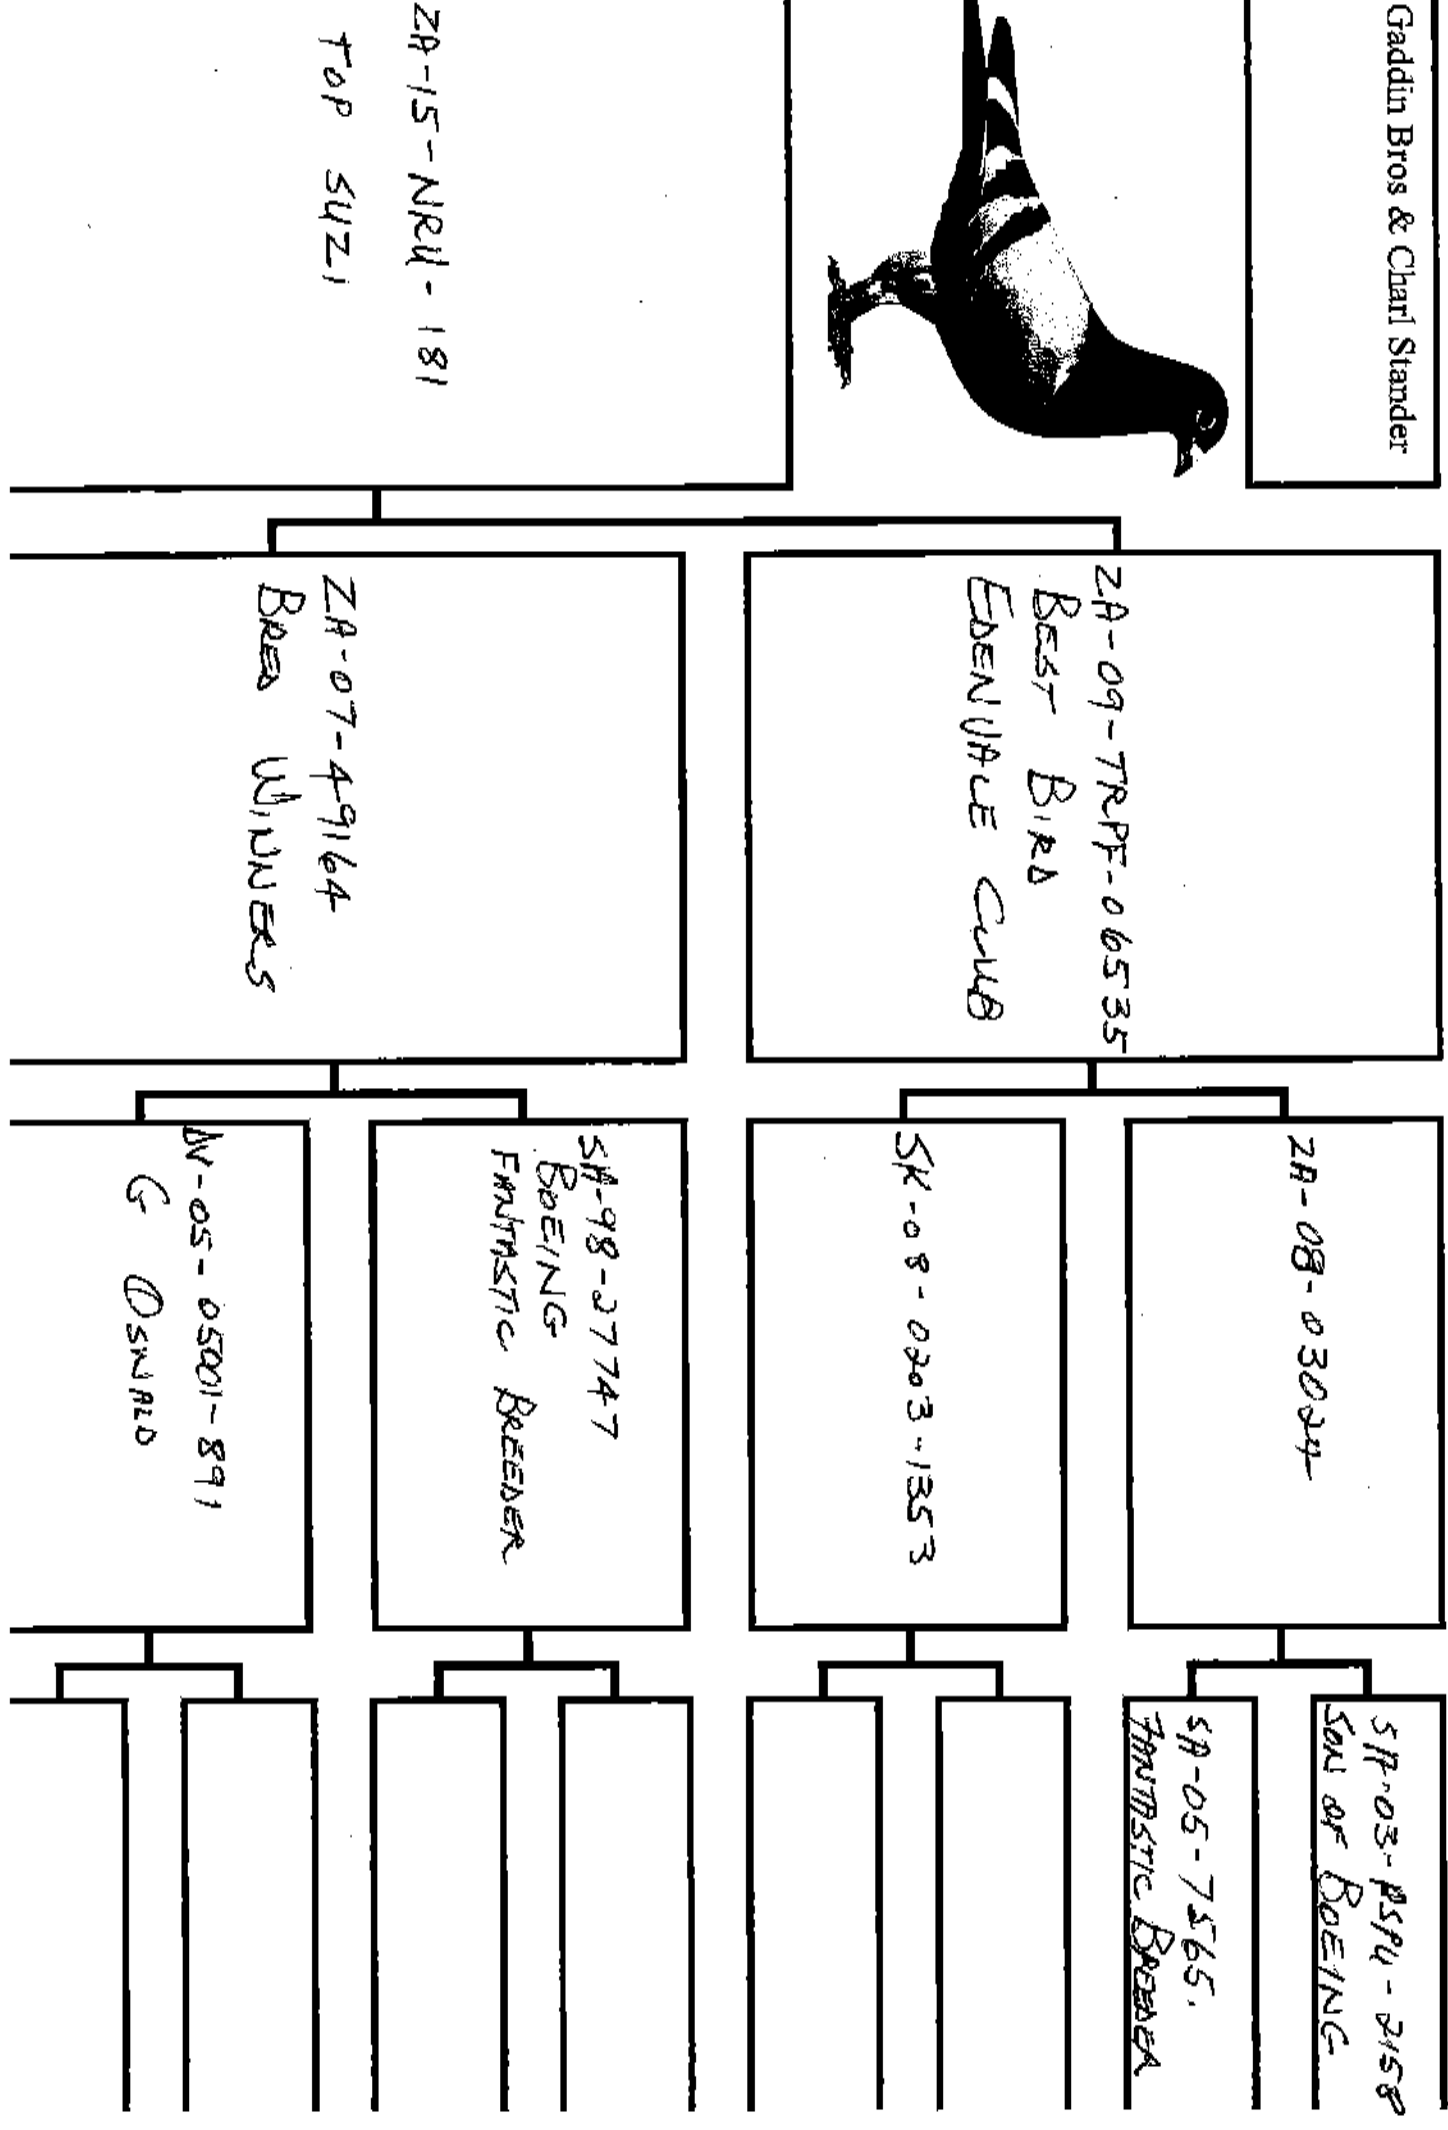 Gaddin Bros & Charl Stander
ZA-15-NRU-181
TOP SUZI
ZA-09-TRPF-06535
BEST BIRD
EDENVALE CLUB
ZA-07-49164
BRED WINNERS
ZA-08-03024
SK-08-0203-1353
SA-98-27747
BOEING
FANTASTIC BREEDER
DV-05-05001-891
G OSWALD
SA-03-PSPU-2158
SON OF BOEING
SA-05-7565.
FANTASTIC BREEDER